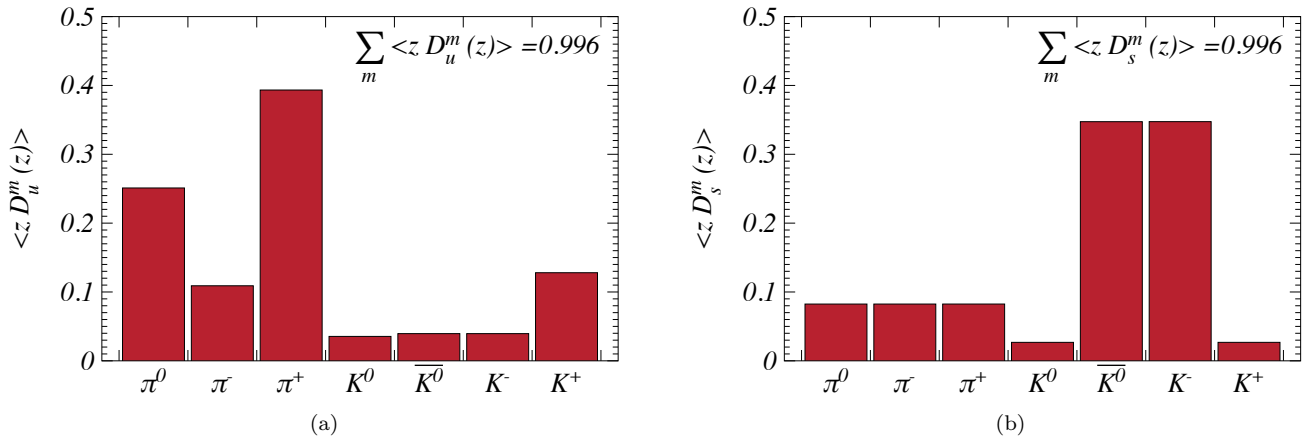 0.5
0.4
0.3
0.2
0.1
0
<z D_u^m (z)>
∑_m <z D_u^m (z)> =0.996
π^0 π^- π^+ K^0 \overline{K^0} K^- K^+
(a)
0.5
0.4
0.3
0.2
0.1
0
<z D_s^m (z)>
∑_m <z D_s^m (z)> =0.996
π^0 π^- π^+ K^0 \overline{K^0} K^- K^+
(b)